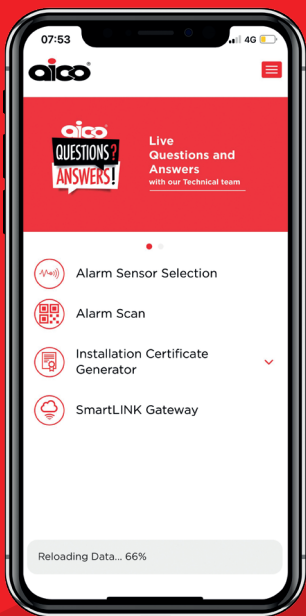 07:53
4G
aico
aico
QUESTIONS?
ANSWERS!
Live
Questions and
Answers
with our Technical team
Alarm Sensor Selection
Alarm Scan
Installation Certificate
Generator
SmartLINK Gateway
Reloading Data... 66%